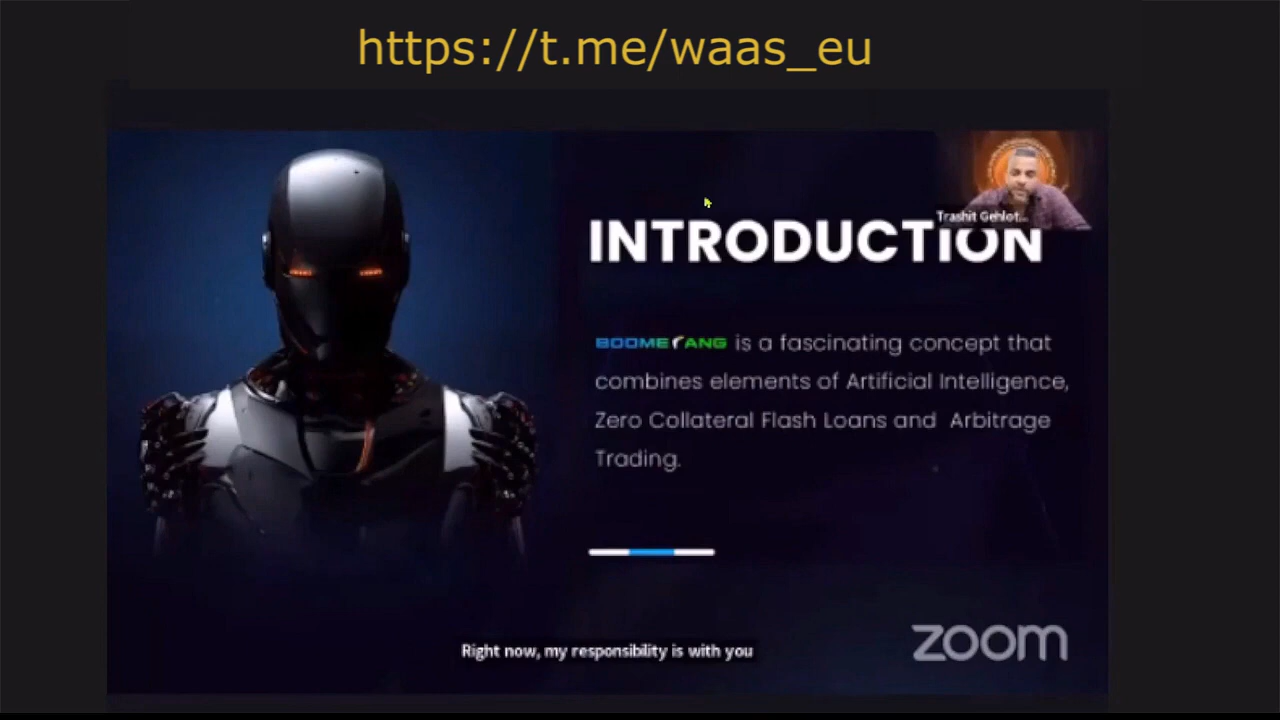 https://t.me/waas_eu
Trashit Gehlot...
INTRODUCTION
BOOMERANG is a fascinating concept that
combines elements of Artificial Intelligence,
Zero Collateral Flash Loans and Arbitrage
Trading.
Right now, my responsibility is with you
zoom